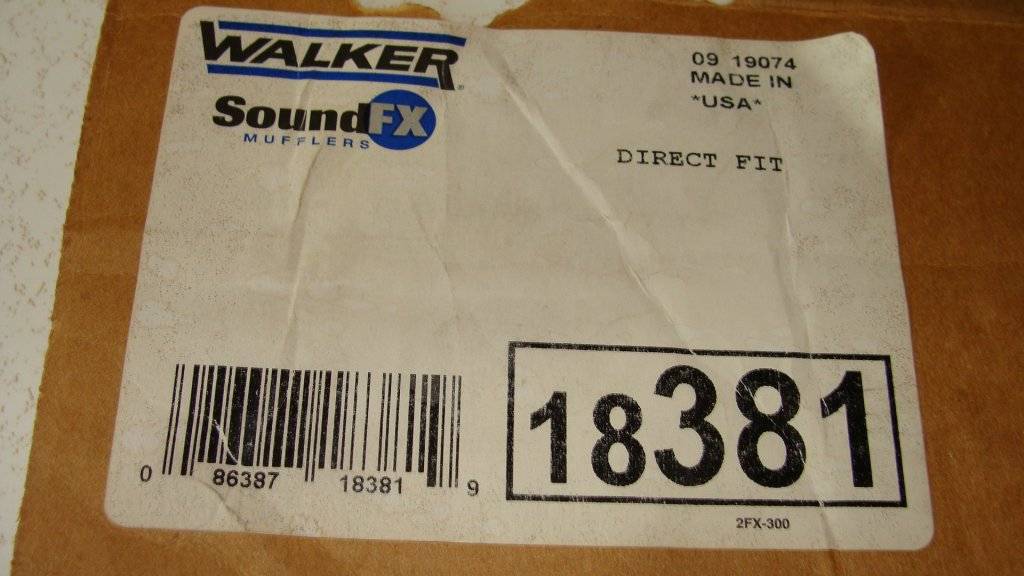 WALKER®
SoundFX
MUFFLERS
09 19074
MADE IN
*USA*
DIRECT FIT
0 86387 18381 9
18381
2FX-300